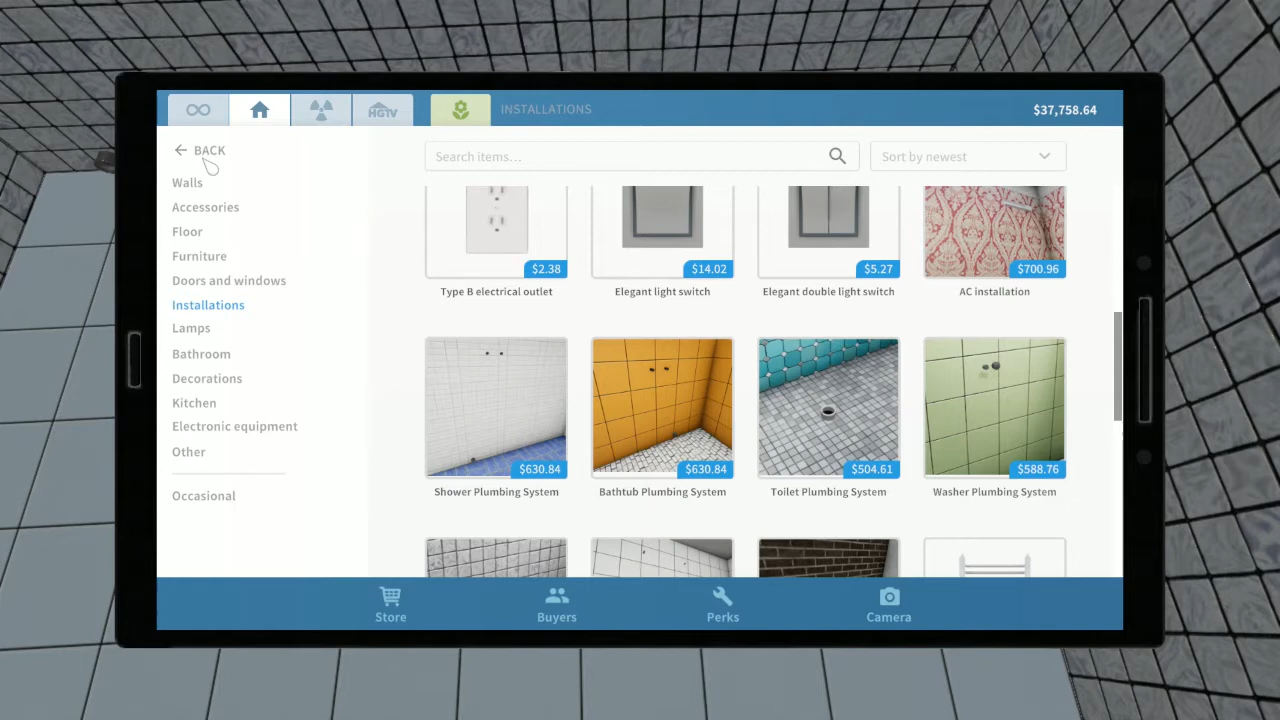 HGTV
INSTALLATIONS
$37,758.64
BACK
Search items...
Sort by newest
Walls
Accessories
Floor
Furniture
Doors and windows
Installations
Lamps
Bathroom
Decorations
Kitchen
Electronic equipment
Other
Occasional
$2.38
$14.02
$5.27
$700.96
Type B electrical outlet
Elegant light switch
Elegant double light switch
AC installation
$630.84
$630.84
$504.61
$588.76
Shower Plumbing System
Bathtub Plumbing System
Toilet Plumbing System
Washer Plumbing System
Store
Buyers
Perks
Camera